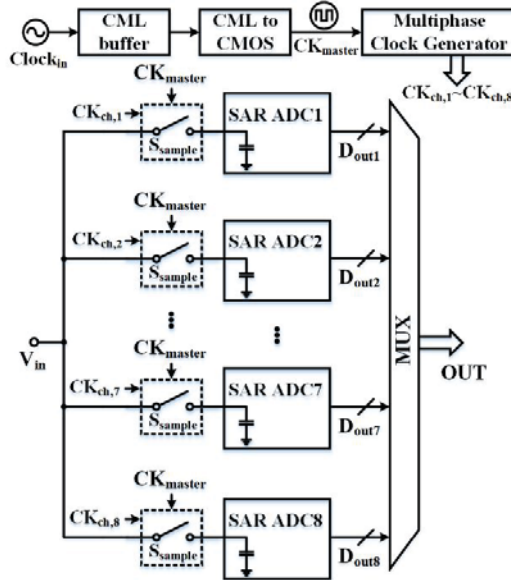 CML buffer
CML to CMOS
Multiphase Clock Generator
Clock_in
CK_master
CK_ch,1~CK_ch,8
CK_master
CK_ch,1
S_sample
SAR ADC1
D_out1
CK_master
CK_ch,2
S_sample
SAR ADC2
D_out2
V_in
MUX
OUT
CK_master
CK_ch,7
S_sample
SAR ADC7
D_out7
CK_master
CK_ch,8
S_sample
SAR ADC8
D_out8